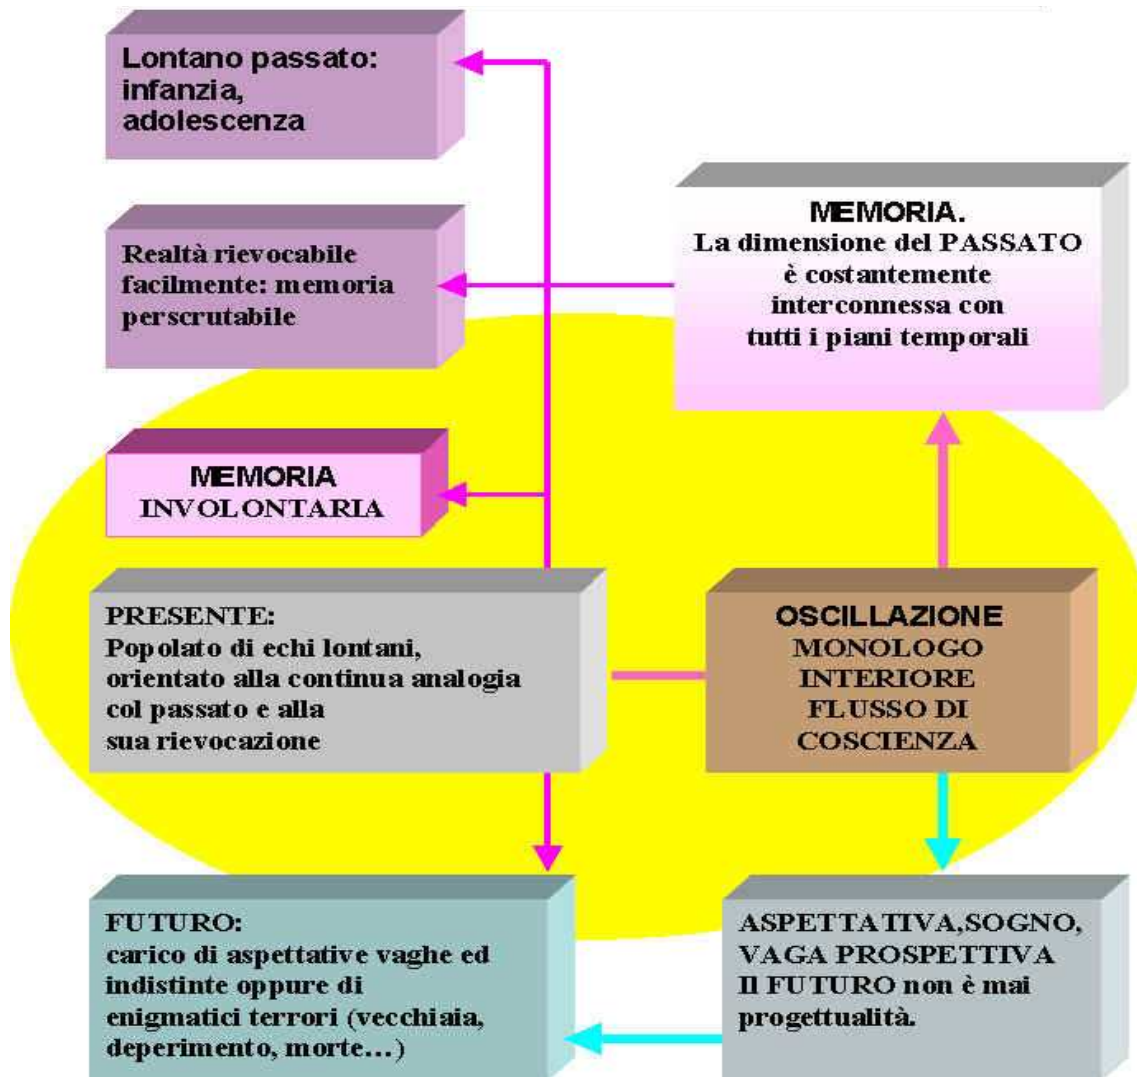 Lontano passato:
infanzia,
adolescenza
Realtà rievocabile
facilmente: memoria
perscrutabile
MEMORIA.
La dimensione del PASSATO
è costantemente
interconnessa con
tutti i piani temporali
MEMORIA
INVOLONTARIA
PRESENTE:
Popolato di echi lontani,
orientato alla continua analogia
col passato e alla
sua rievocazione
OSCILLAZIONE
MONOLOGO
INTERIORE
FLUSSO DI
COSCIENZA
FUTURO:
carico di aspettative vaghe ed
indistinte oppure di
enigmatici terrori (vecchiaia,
deperimento, morte...)
ASPETTATIVA,SOGNO,
VAGA PROSPETTIVA
Il FUTURO non è mai
progettualità.